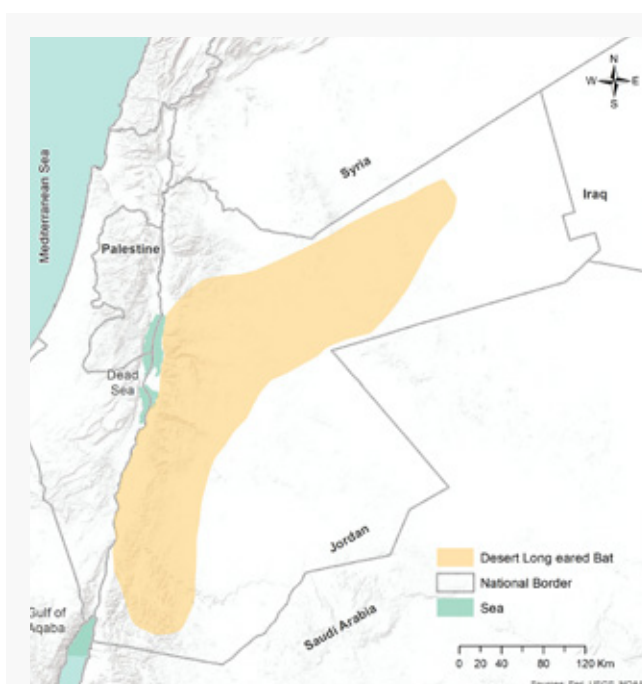 N
W E
S
Mediterranean Sea
Syria
Iraq
Palestine
Dead
Sea
Jordan
Desert Long eared Bat
National Border
Sea
Gulf of
Aqaba
Saudi Arabia
0 20 40 80 120 Km